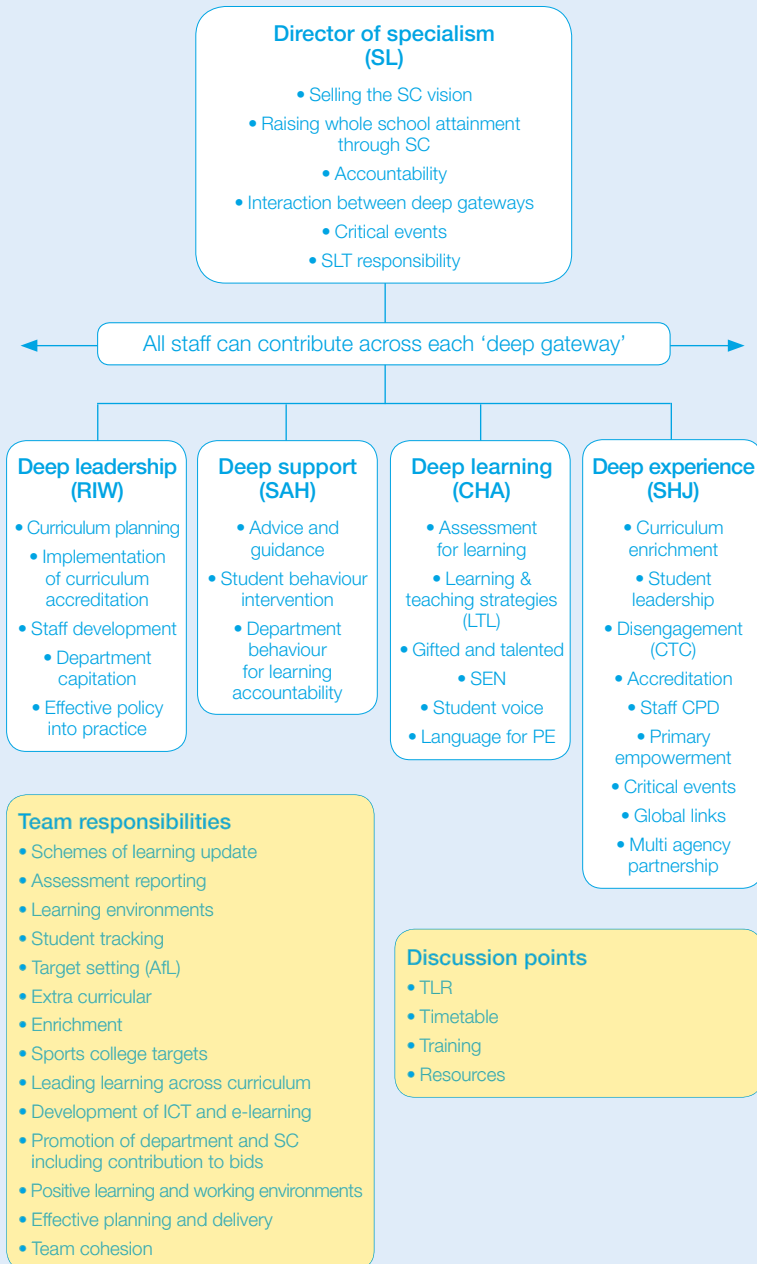 Director of specialism
(SL)
• Selling the SC vision
• Raising whole school attainment
through SC
• Accountability
• Interaction between deep gateways
• Critical events
• SLT responsibility
All staff can contribute across each ‘deep gateway’
Deep leadership
(RIW)
• Curriculum planning
• Implementation
of curriculum
accreditation
• Staff development
• Department
capitation
• Effective policy
into practice
Deep support
(SAH)
• Advice and
guidance
• Student behaviour
intervention
• Department
behaviour
for learning
accountability
Deep learning
(CHA)
• Assessment
for learning
• Learning &
teaching strategies
(LTL)
• Gifted and talented
• SEN
• Student voice
• Language for PE
Deep experience
(SHJ)
• Curriculum
enrichment
• Student
leadership
• Disengagement
(CTC)
• Accreditation
• Staff CPD
• Primary
empowerment
• Critical events
• Global links
• Multi agency
partnership
Team responsibilities
• Schemes of learning update
• Assessment reporting
• Learning environments
• Student tracking
• Target setting (AfL)
• Extra curricular
• Enrichment
• Sports college targets
• Leading learning across curriculum
• Development of ICT and e-learning
• Promotion of department and SC
including contribution to bids
• Positive learning and working environments
• Effective planning and delivery
• Team cohesion
Discussion points
• TLR
• Timetable
• Training
• Resources